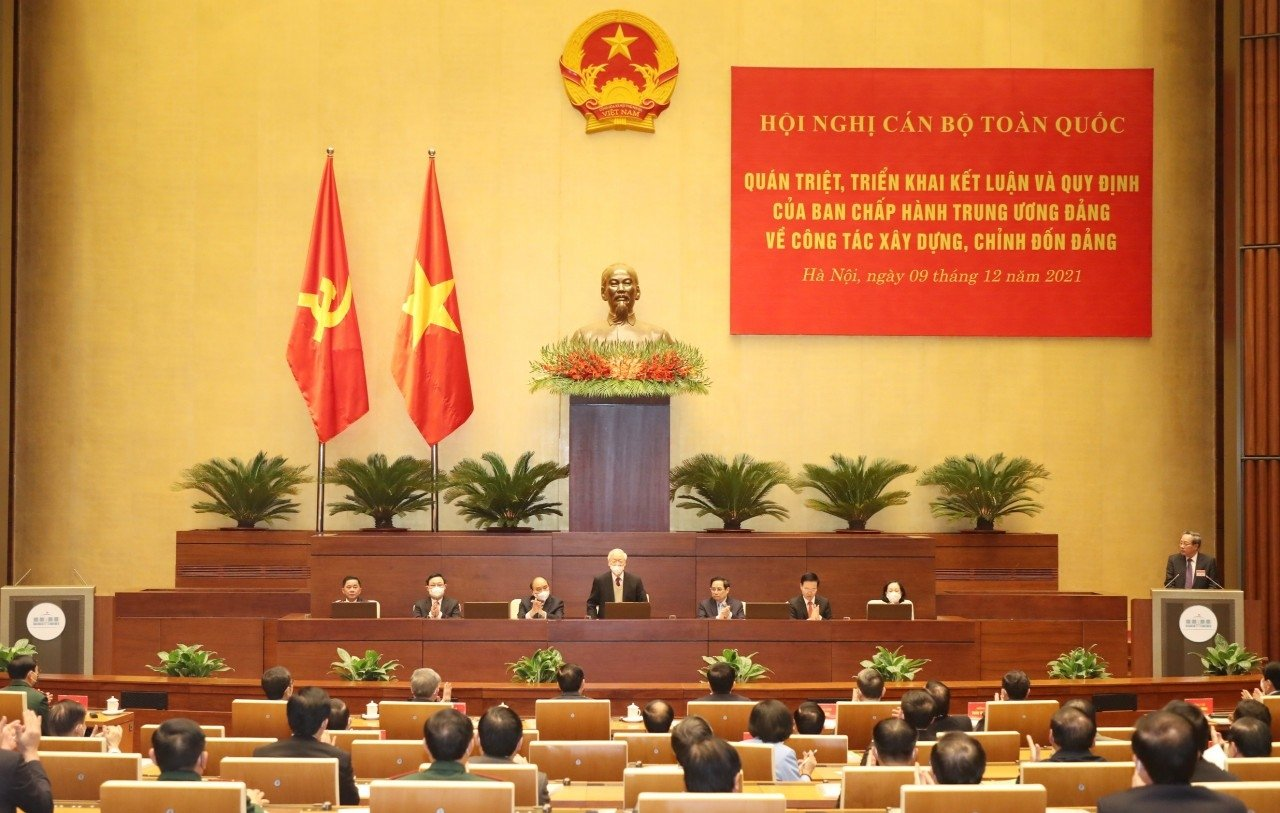 VIỆT NAM
HỘI NGHỊ CÁN BỘ TOÀN QUỐC
QUÁN TRIỆT, TRIỂN KHAI KẾT LUẬN VÀ QUY ĐỊNH
CỦA BAN CHẤP HÀNH TRUNG ƯƠNG ĐẢNG
VỀ CÔNG TÁC XÂY DỰNG, CHỈNH ĐỐN ĐẢNG
Hà Nội, ngày 09 tháng 12 năm 2021